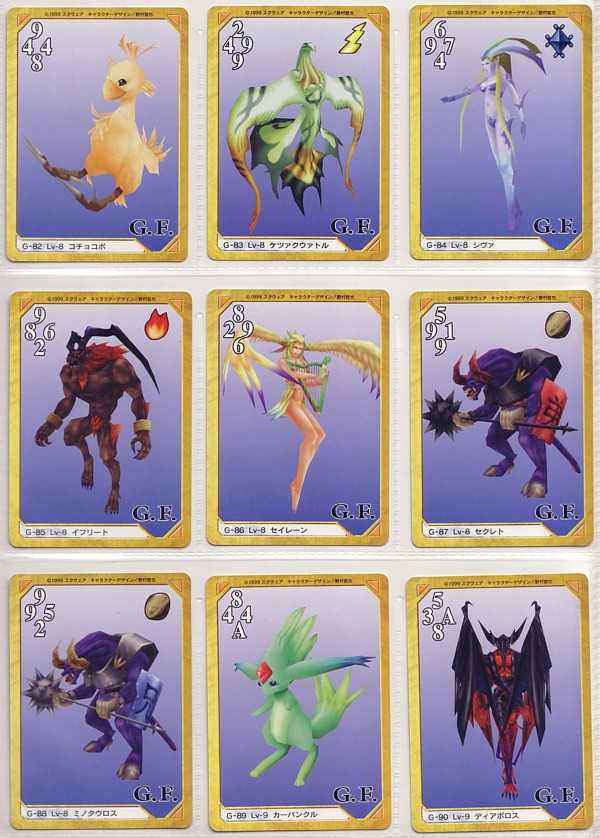 ©1999 スクウェア キャラクターデザイン／野村哲也
9
4 4
8
G.F.
G-82 Lv-8 コチョコボ
©1999 スクウェア キャラクターデザイン／野村哲也
2
4 9
9
G.F.
G-83 Lv-8 ケツァクウァトル
©1999 スクウェア キャラクターデザイン／野村哲也
6
9 7
4
G.F.
G-84 Lv-8 シヴァ
©1999 スクウェア キャラクターデザイン／野村哲也
9
8 6
2
G.F.
G-85 Lv-8 イフリート
©1999 スクウェア キャラクターデザイン／野村哲也
8
2 9
6
G.F.
G-86 Lv-8 セイレーン
©1999 スクウェア キャラクターデザイン／野村哲也
5
9 1
9
G.F.
G-87 Lv-8 セクレト
©1999 スクウェア キャラクターデザイン／野村哲也
9
9 5
2
G.F.
G-88 Lv-8 ミノタウロス
©1999 スクウェア キャラクターデザイン／野村哲也
8
4 4
A
G.F.
G-89 Lv-9 カーバンクル
©1999 スクウェア キャラクターデザイン／野村哲也
5
3 A
8
G.F.
G-90 Lv-9 ディアボロス